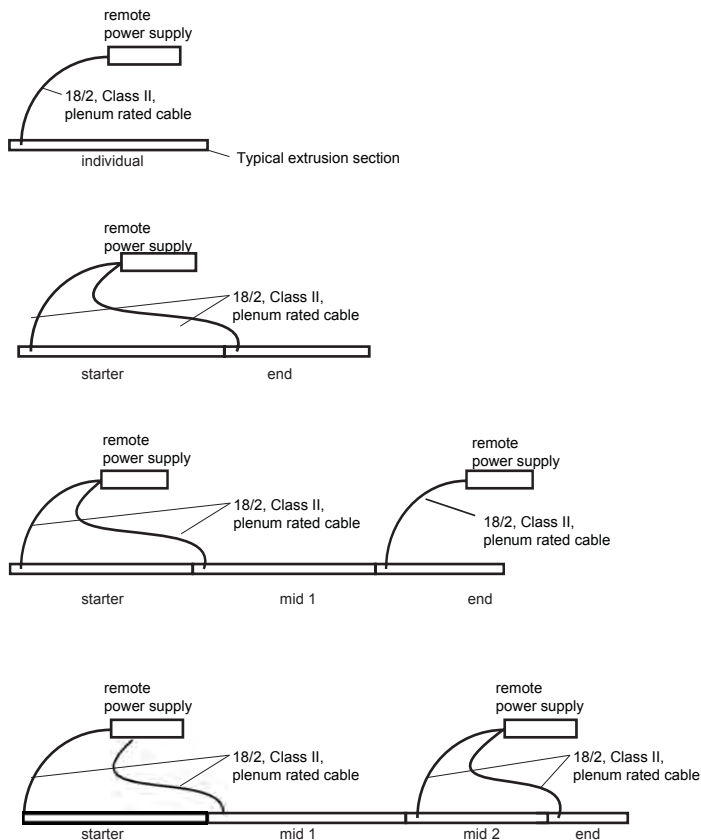 remote
power supply
18/2, Class II,
plenum rated cable
individual
Typical extrusion section
remote
power supply
18/2, Class II,
plenum rated cable
starter
end
remote
power supply
remote
power supply
18/2, Class II,
plenum rated cable
18/2, Class II,
plenum rated cable
starter
mid 1
end
remote
power supply
remote
power supply
18/2, Class II,
plenum rated cable
18/2, Class II,
plenum rated cable
starter
mid 1
mid 2
end